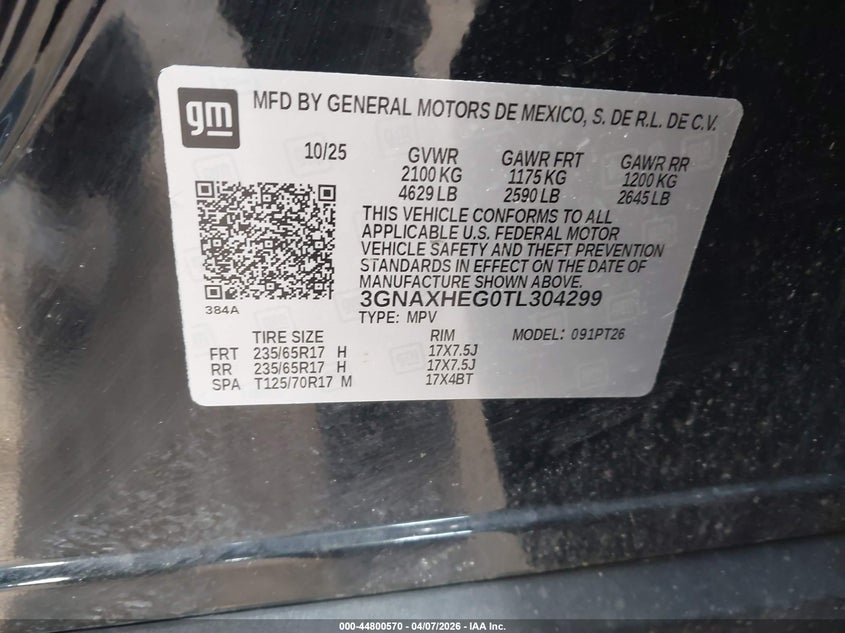 gm
MFD BY GENERAL MOTORS DE MEXICO, S. DE R.L. DE C.V.
10/25 GVWR GAWR FRT GAWR RR
2100 KG 1175 KG 1200 KG
4629 LB 2590 LB 2645 LB
THIS VEHICLE CONFORMS TO ALL
APPLICABLE U.S. FEDERAL MOTOR
VEHICLE SAFETY AND THEFT PREVENTION
STANDARDS IN EFFECT ON THE DATE OF
MANUFACTURE SHOWN ABOVE.
3GNAXHEG0TL304299
384A
TYPE: MPV
TIRE SIZE RIM MODEL: 091PT26
FRT 235/65R17 H 17X7.5J
RR 235/65R17 H 17X7.5J
SPA T125/70R17 M 17X4BT
000-44800570 - 04/07/2026 - IAA Inc.